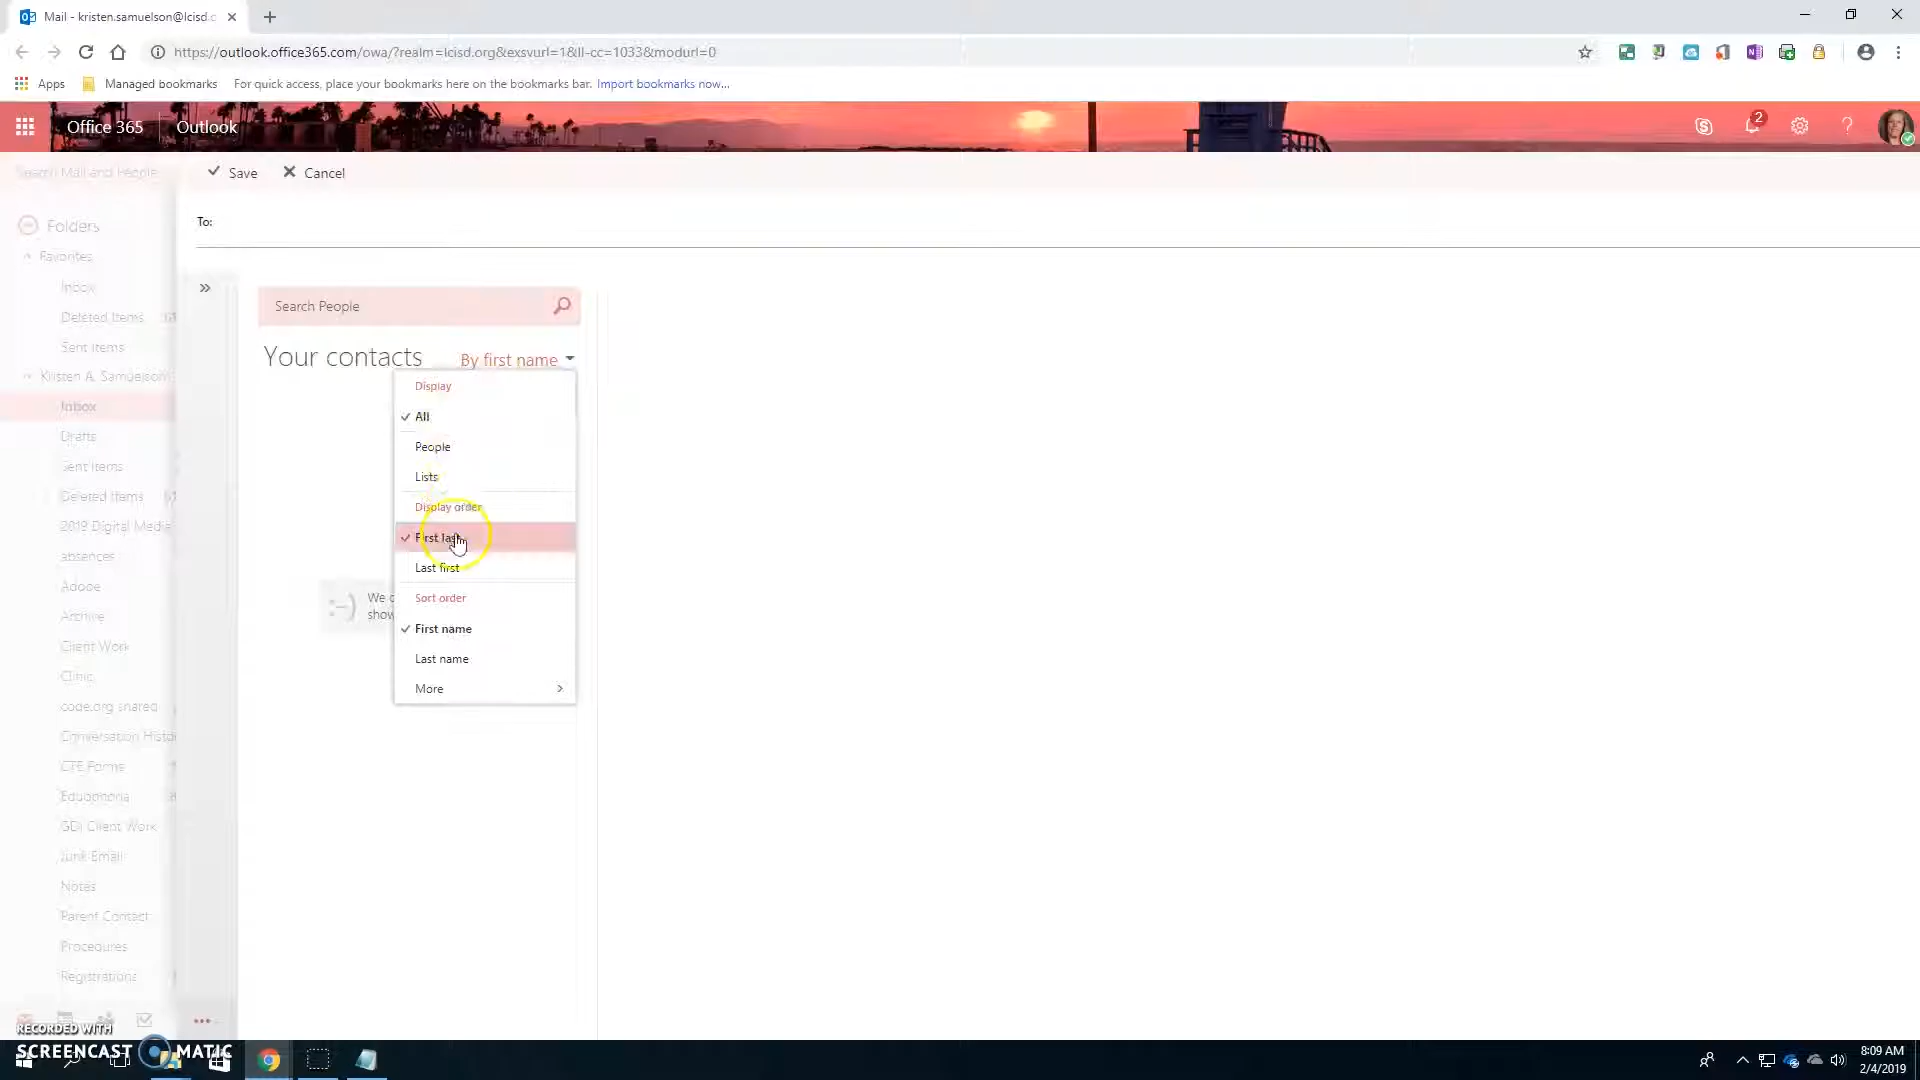 Mail - kristen.samuelson@lcisd.c
https://outlook.office365.com/owa/?realm=lcisd.org&exsvurl=1&ll-cc=1033&modurl=0
Apps Managed bookmarks For quick access, place your bookmarks here on the bookmarks bar. Import bookmarks now...
Office 365 Outlook
2
Search Mail and People
Save Cancel
To:
Folders
Favorites
Inbox
Deleted Items
Sent Items
Kristen A. Samuelson
Inbox
Drafts
Sent Items
Deleted Items
2019 Digital Media
absences
Adobe
Archive
Client Work
Clinic
code.org shared
Conversation Histo
CTE Forms
Eduphoria
GDI Client Work
Junk Email
Notes
Parent Contact
Procedures
Registrations
Search People
Your contacts By first name
Display
All
People
Lists
Display order
First last
Last first
Sort order
First name
Last name
More
:-) We
show
RECORDED WITH
SCREENCAST MATIC
8:09 AM
2/4/2019